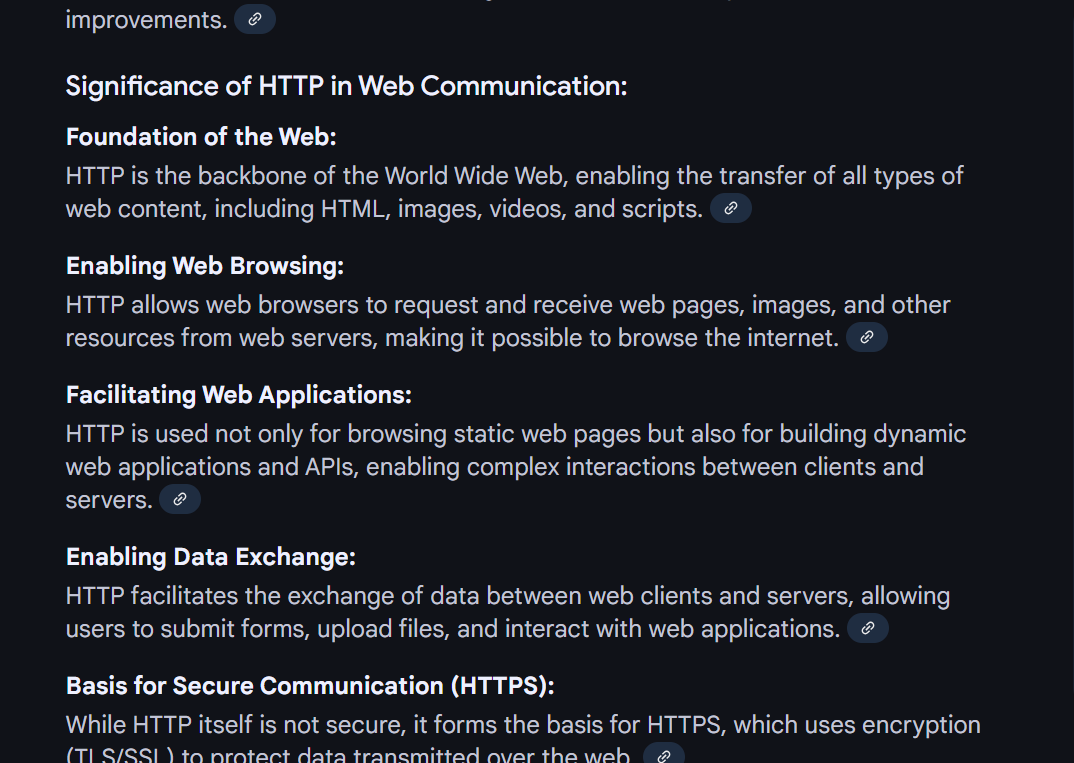 improvements.
Significance of HTTP in Web Communication:
Foundation of the Web:
HTTP is the backbone of the World Wide Web, enabling the transfer of all types of
web content, including HTML, images, videos, and scripts.
Enabling Web Browsing:
HTTP allows web browsers to request and receive web pages, images, and other
resources from web servers, making it possible to browse the internet.
Facilitating Web Applications:
HTTP is used not only for browsing static web pages but also for building dynamic
web applications and APIs, enabling complex interactions between clients and
servers.
Enabling Data Exchange:
HTTP facilitates the exchange of data between web clients and servers, allowing
users to submit forms, upload files, and interact with web applications.
Basis for Secure Communication (HTTPS):
While HTTP itself is not secure, it forms the basis for HTTPS, which uses encryption
(TLS/SSL) to protect data transmitted over the web.